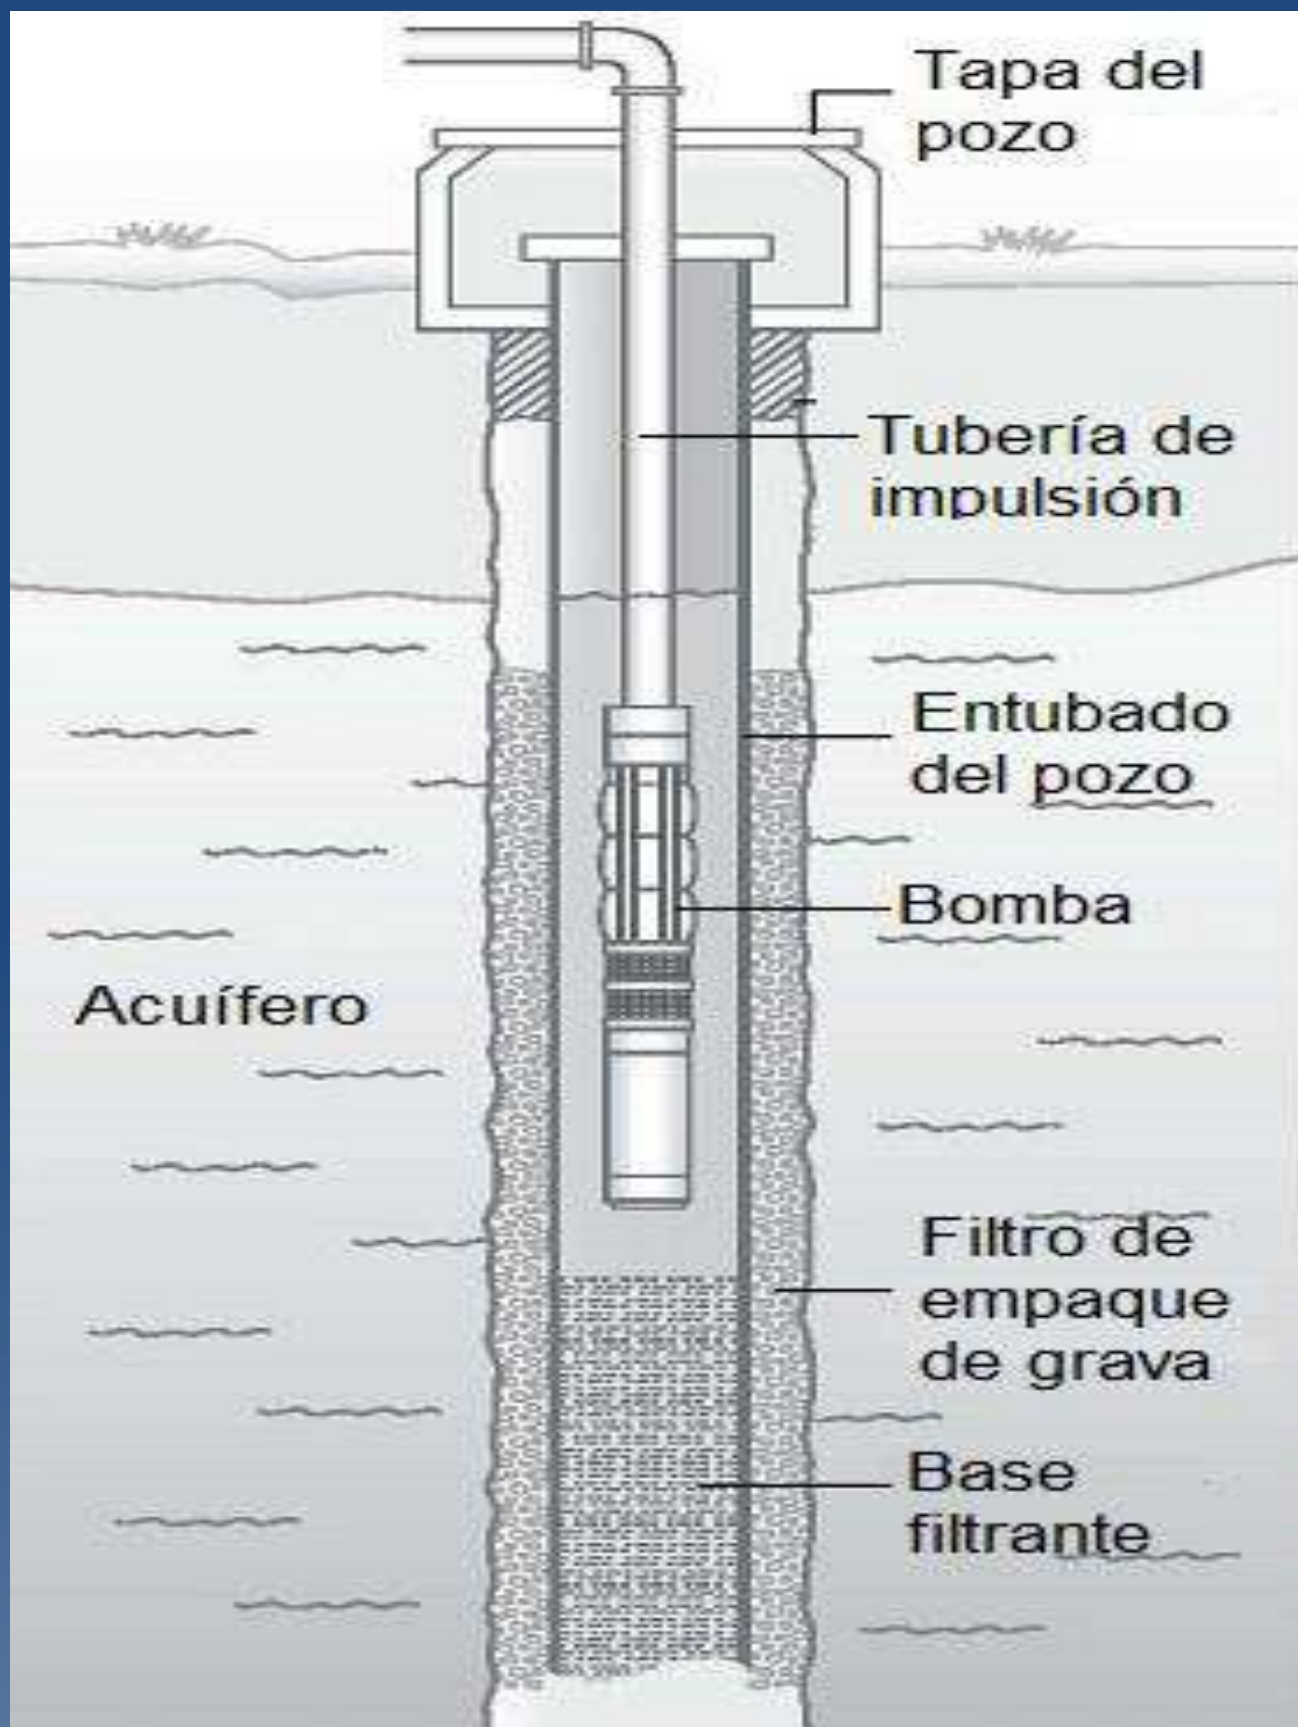 Tapa del
pozo
Tubería de
impulsión
Entubado
del pozo
Bomba
Acuífero
Filtro de
empaque
de grava
Base
filtrante